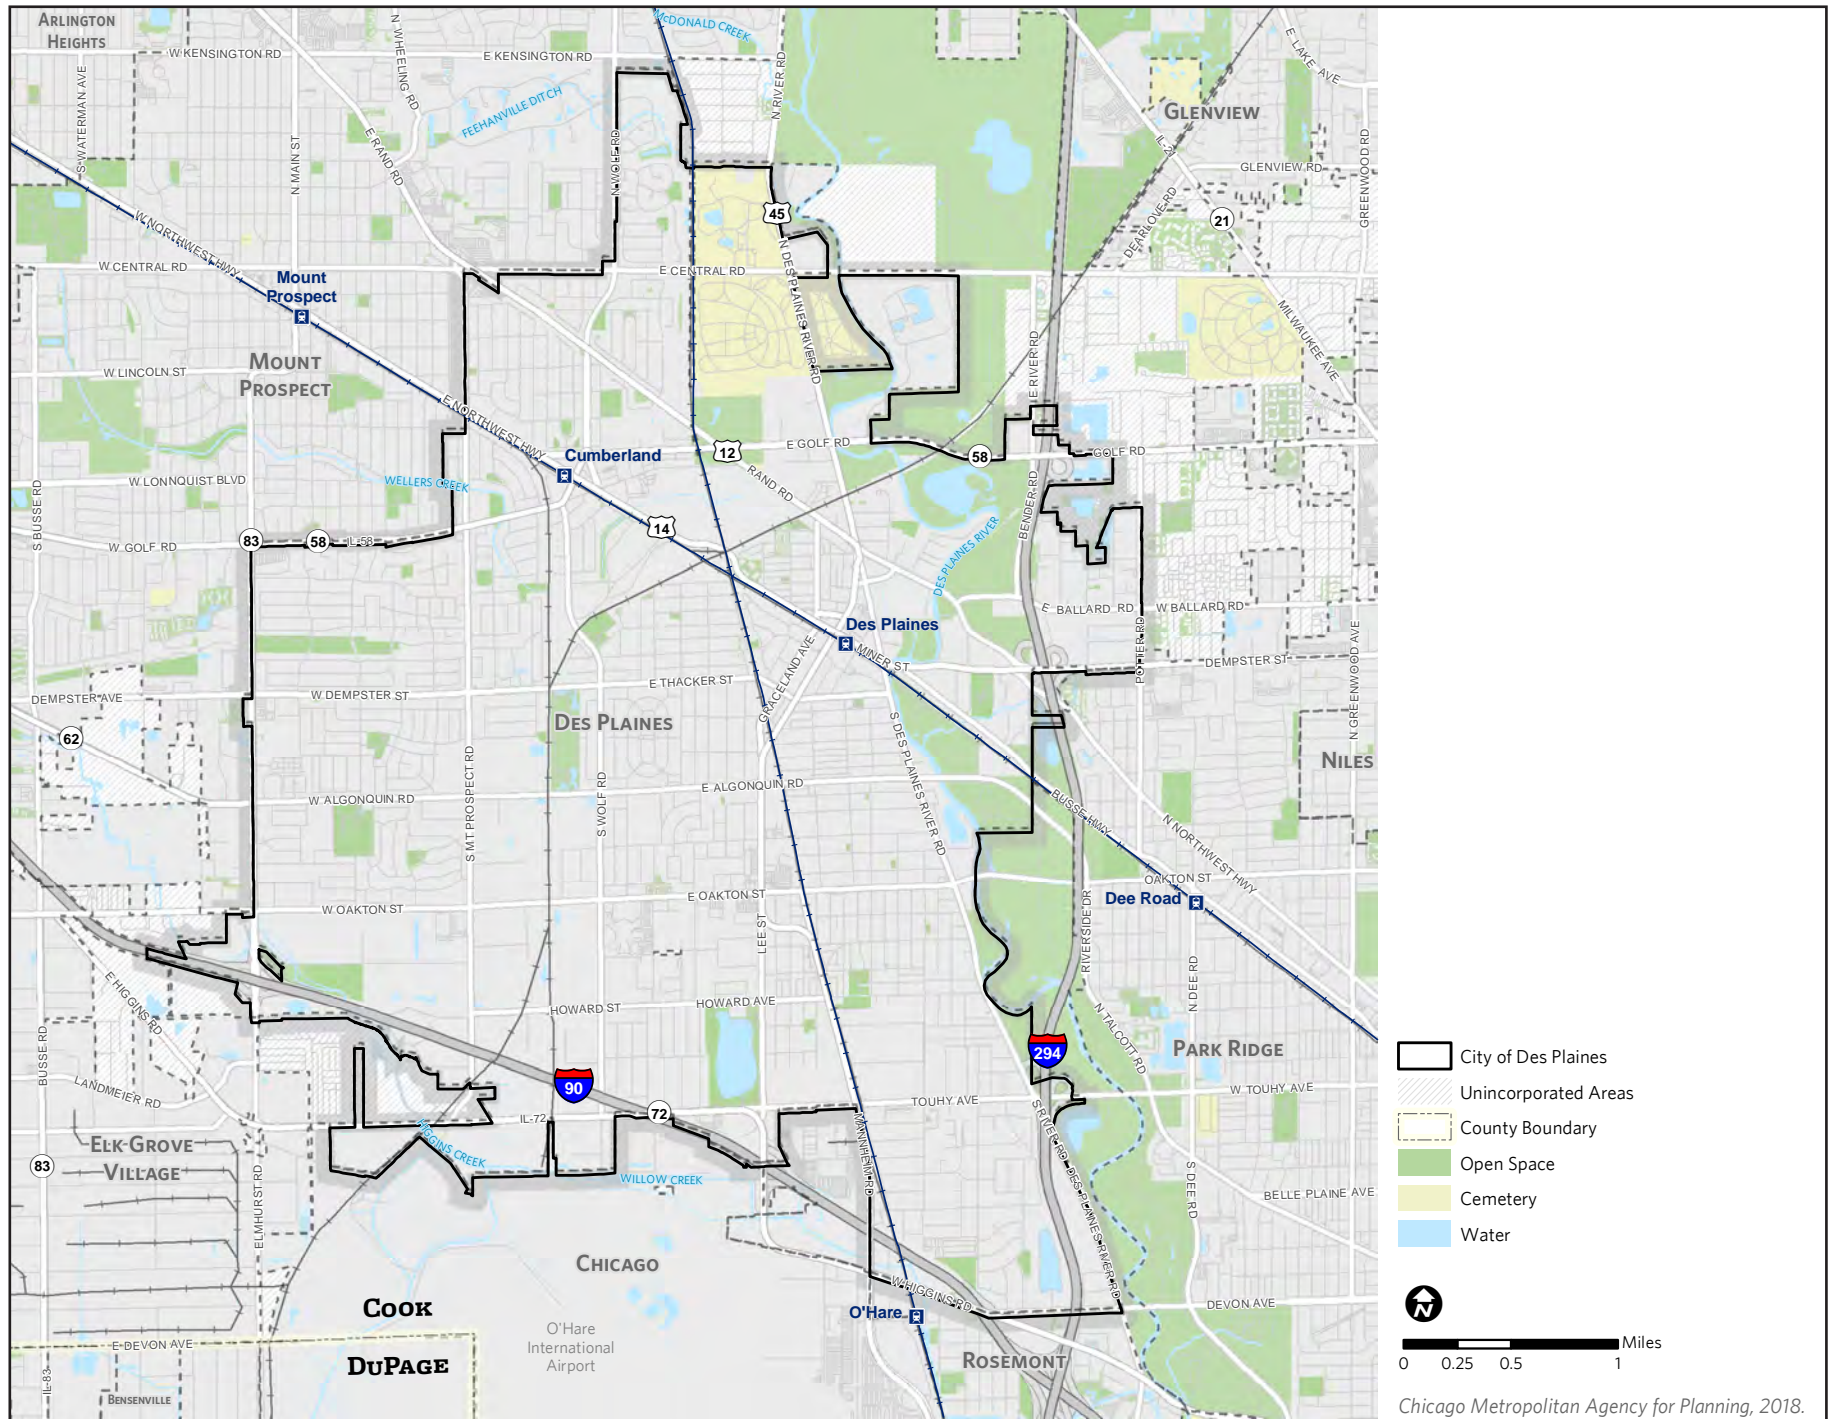 ARLINGTON
HEIGHTS
W KENSINGTON RD
E KENSINGTON RD
MCDONALD CREEK
N WHEELING RD
S WATERMAN AVE
N MAIN ST
E RAND RD
FEEHANVILLE DITCH
N WOLF RD
N RIVER RD
E LAKE AVE
GLENVIEW
IL-21
GLENVIEW RD
GREENWOOD RD
DEARLOVE RD
21
45
W NORTHWEST HWY
W CENTRAL RD
E CENTRAL RD
N DES PLAINES RIVER RD
Mount
Prospect
MOUNT
PROSPECT
W LINCOLN ST
E RIVER RD
MILWAUKEE AVE
E NORTHWEST HWY
Cumberland
12
E GOLF RD
58
GOLF RD
RAND RD
W LONNQUIST BLVD
WELLERS CREEK
S BUSSE RD
W GOLF RD
83
58
IL-58
14
BENDER RD
DES PLAINES RIVER
E BALLARD RD
W BALLARD RD
Des Plaines
MINER ST
GRACELAND AVE
POTTER RD
DEMPSTER ST
N GREENWOOD AVE
DEMPSTER AVE
W DEMPSTER ST
E THACKER ST
DES PLAINES
62
S MT PROSPECT RD
S WOLF RD
S DES PLAINES RIVER RD
NILES
W ALGONQUIN RD
E ALGONQUIN RD
BUSSE HWY
N NORTHWEST HWY
OAKTON ST
E OAKTON ST
W OAKTON ST
Dee Road
LEE ST
RIVERSIDE DR
N DEE RD
E HIGGINS RD
HOWARD ST
HOWARD AVE
N TALCOTT RD
BUSSE RD
294
PARK RIDGE
LANDMEIER RD
90
W TOUHY AVE
TOUHY AVE
72
IL-72
ELK GROVE
VILLAGE
HIGGINS CREEK
MANNHEIM RD
S RIVER RD
DES PLAINES RIVER RD
83
WILLOW CREEK
S DEE RD
BELLE PLAINE AVE
ELMHURST RD
CHICAGO
W HIGGINS RD
O'Hare
DEVON AVE
COOK
E DEVON AVE
DUPAGE
O'Hare
International
Airport
ROSEMONT
IL-83
BENSENVILLE
City of Des Plaines
Unincorporated Areas
County Boundary
Open Space
Cemetery
Water
N
Miles
0 0.25 0.5 1
Chicago Metropolitan Agency for Planning, 2018.